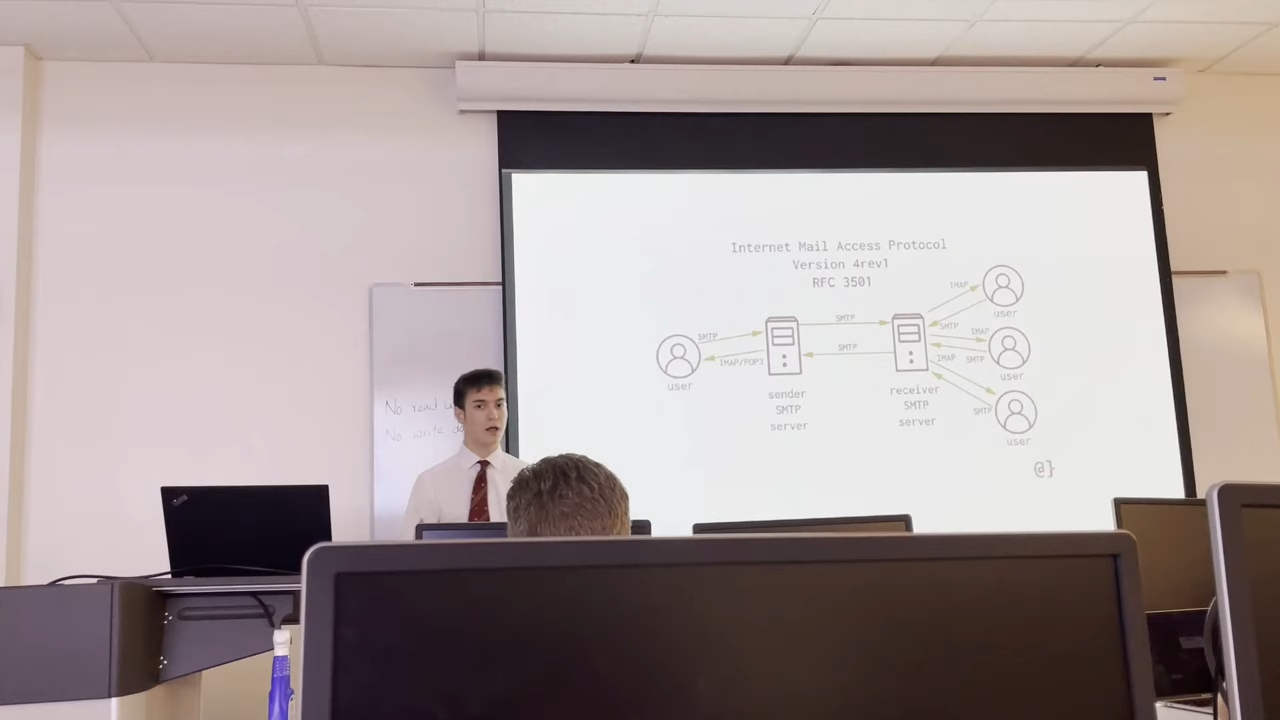 Internet Mail Access Protocol
Version 4rev1
RFC 3501
IMAP
user
SMTP
SMTP
SMTP
IMAP
SMTP
IMAP/POP3
SMTP
IMAP
SMTP
user
user
sender
SMTP
server
receiver
SMTP
server
SMTP
user
@}
No read
No write